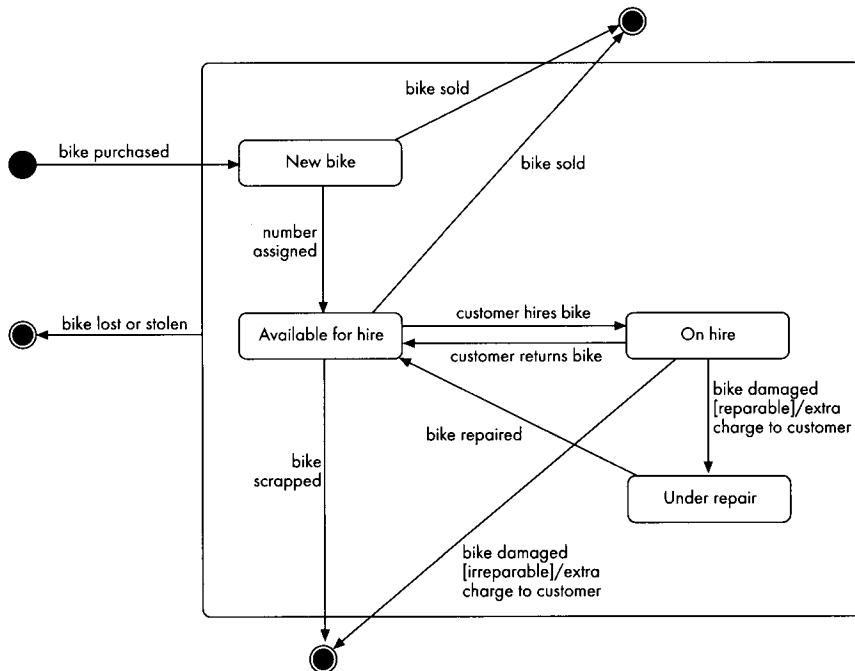 bike sold
bike purchased
New bike
bike sold
number
assigned
bike lost or stolen
Available for hire
customer hires bike
customer returns bike
On hire
bike damaged
[reparable]/extra
charge to customer
bike repaired
bike
scrapped
Under repair
bike damaged
[irreparable]/extra
charge to customer